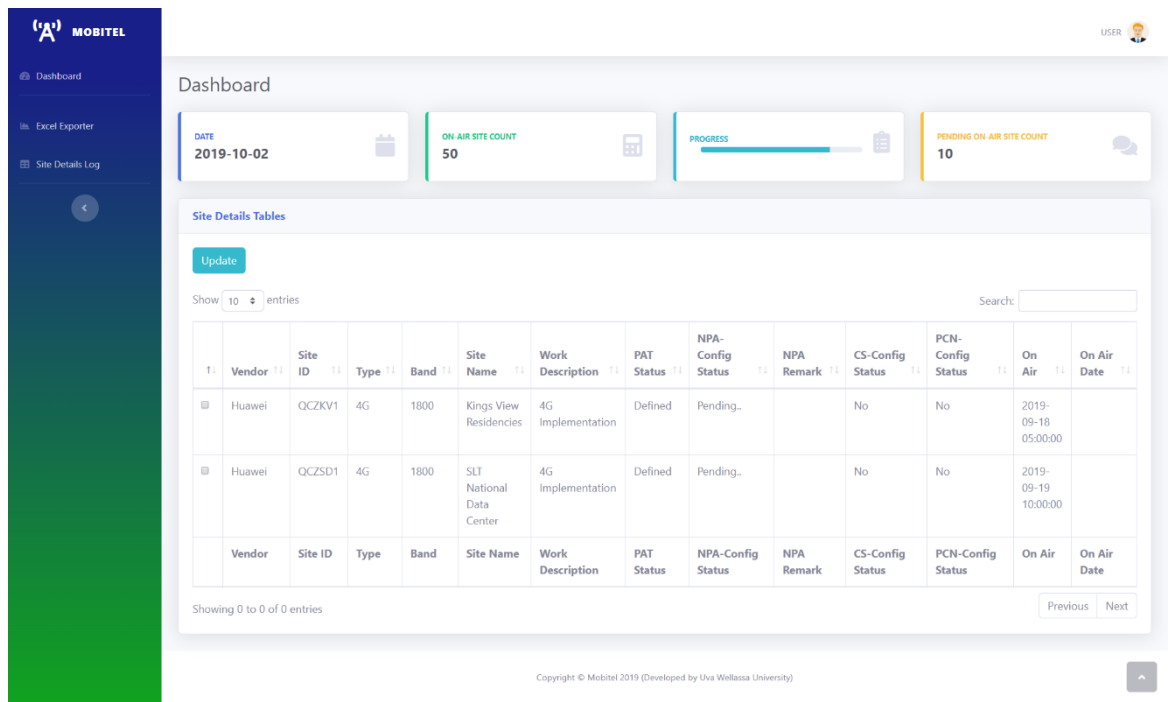 MOBITEL
USER
Dashboard
Excel Exporter
Site Details Log
Dashboard
DATE
2019-10-02
ON-AIR SITE COUNT
50
PROGRESS
PENDING ON-AIR SITE COUNT
10
Site Details Tables
Update
Show 10 entries
Search:
Vendor Site ID Type Band Site Name Work Description PAT Status NPA-Config Status NPA Remark CS-Config Status PCN-Config Status On Air On Air Date
Huawei QCZKV1 4G 1800 Kings View Residencies 4G Implementation Defined Pending.. No No 2019-09-18 05:00:00
Huawei QCZSD1 4G 1800 SLT National Data Center 4G Implementation Defined Pending.. No No 2019-09-19 10:00:00
Vendor Site ID Type Band Site Name Work Description PAT Status NPA-Config Status NPA Remark CS-Config Status PCN-Config Status On Air On Air Date
Showing 0 to 0 of 0 entries
Previous Next
Copyright © Mobitel 2019 (Developed by Uva Wellassa University)